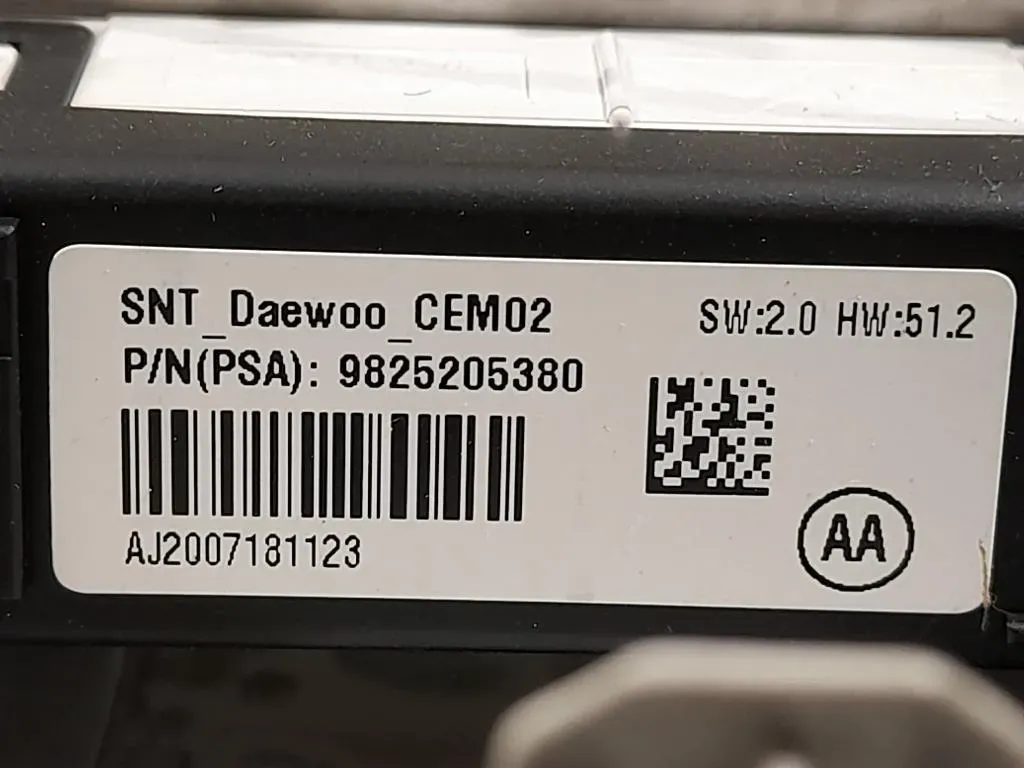 SNT_Daewoo_CEM02
SW:2.0 HW:51.2
P/N(PSA): 9825205380
AJ2007181123
AA